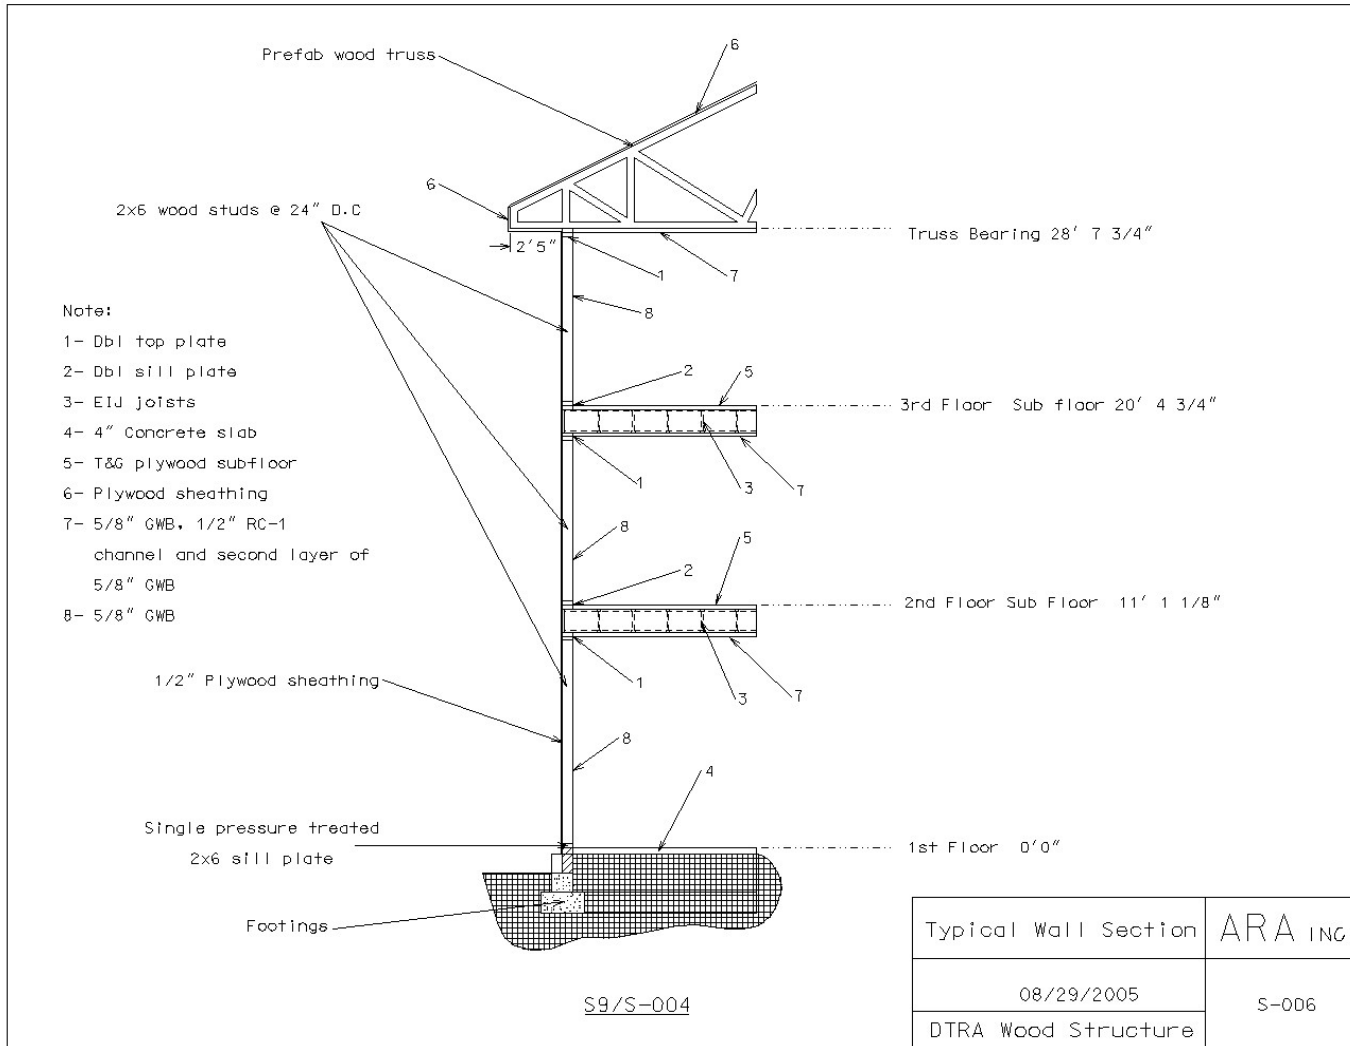 6
Prefab wood truss
6
2x6 wood studs @ 24" O.C
2'5"
Truss Bearing 28' 7 3/4"
1
7
8
Note:
1- Dbl top plate
2- Dbl sill plate
3- EIJ joists
4- 4" Concrete slab
5- T&G plywood subfloor
6- Plywood sheathing
7- 5/8" GWB, 1/2" RC-1
channel and second layer of
5/8" GWB
8- 5/8" GWB
2
5
3rd Floor Sub floor 20' 4 3/4"
1
3
7
8
5
2
2nd Floor Sub Floor 11' 1 1/8"
1
3
7
1/2" Plywood sheathing
8
4
Single pressure treated
2x6 sill plate
1st Floor 0'0"
Footings
S9/S-004
Typical Wall Section
ARA INC
08/29/2005
S-006
DTRA Wood Structure